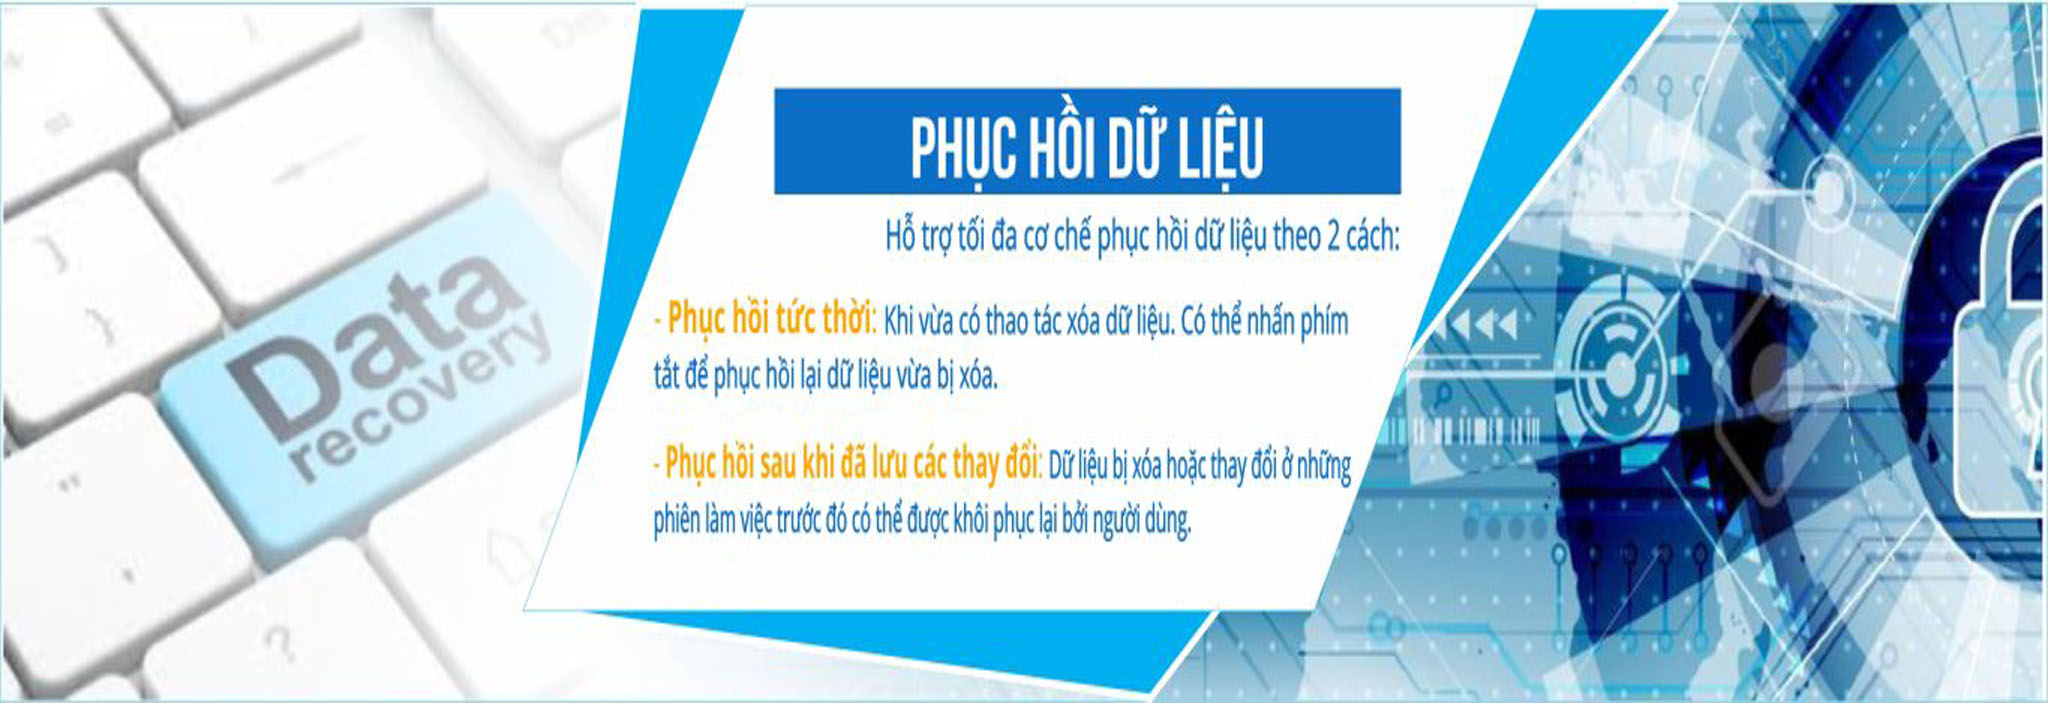 Data
recovery
PHỤC HỒI DỮ LIỆU
Hỗ trợ tối đa cơ chế phục hồi dữ liệu theo 2 cách:
- Phục hồi tức thời: Khi vừa có thao tác xóa dữ liệu. Có thể nhấn phím
tắt để phục hồi lại dữ liệu vừa bị xóa.
- Phục hồi sau khi đã lưu các thay đổi: Dữ liệu bị xóa hoặc thay đổi ở những
phiên làm việc trước đó có thể được khôi phục lại bởi người dùng.